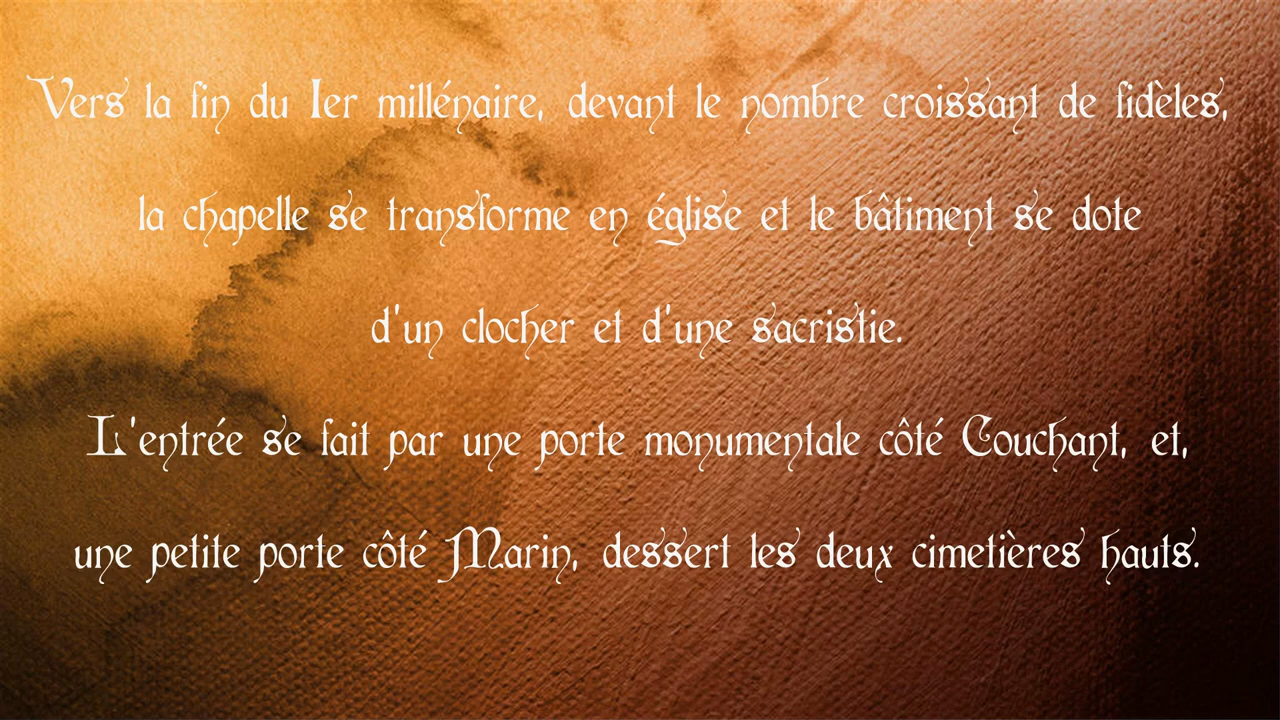 Vers la fin du Ier millénaire, devant le nombre croissant de fidèles,
la chapelle se transforme en église et le bâtiment se dote
d'un clocher et d'une sacristie.
L'entrée se fait par une porte monumentale côté Couchant, et,
une petite porte côté Marin, dessert les deux cimetières hauts.